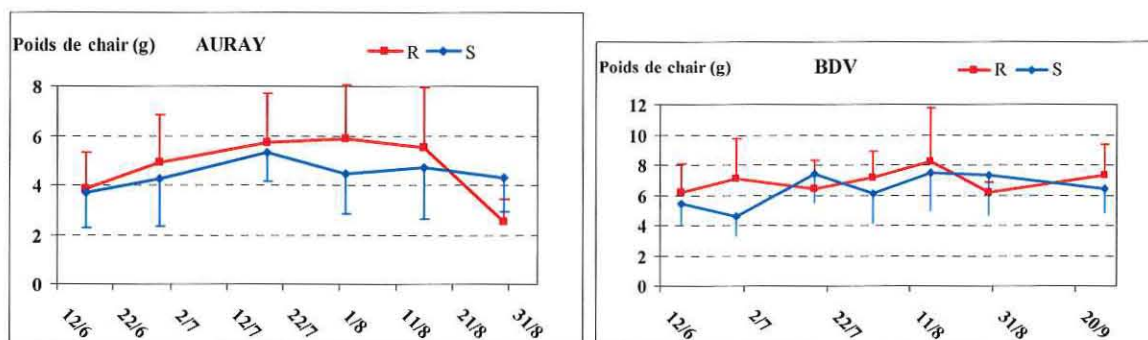 Poids de chair (g) AURAY
R S
8
6
4
2
0
12/6 22/6 2/7 12/7 22/7 1/8 11/8 21/8 31/8
Poids de chair (g) BDV
R S
12
10
8
6
4
2
0
12/6 2/7 22/7 11/8 31/8 20/9